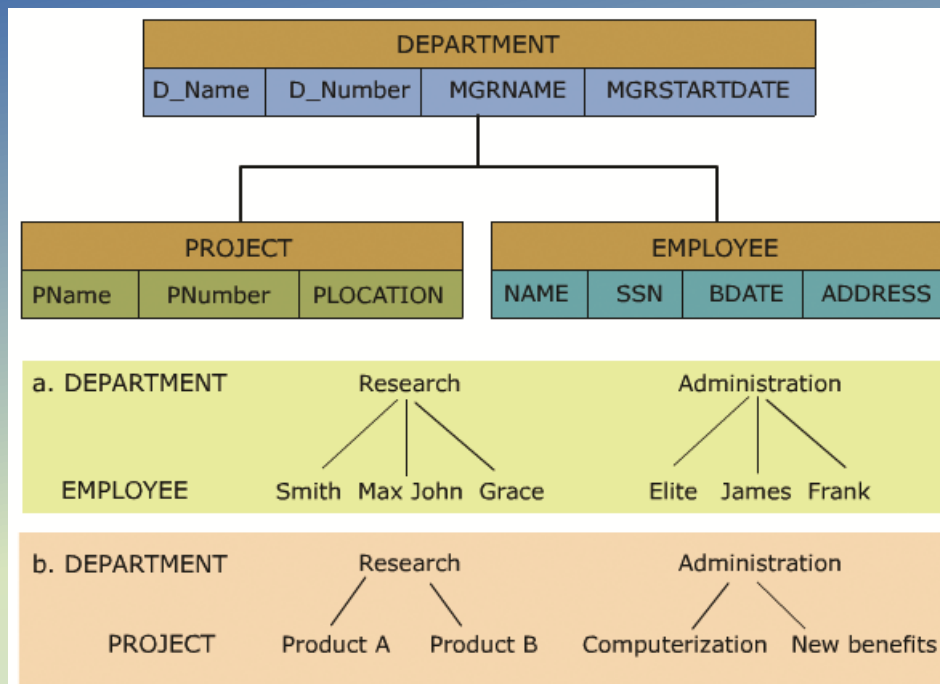 DEPARTMENT
D_Name D_Number MGRNAME MGRSTARTDATE
PROJECT EMPLOYEE
PName PNumber PLOCATION NAME SSN BDATE ADDRESS
a. DEPARTMENT Research Administration
EMPLOYEE Smith Max John Grace Elite James Frank
b. DEPARTMENT Research Administration
PROJECT Product A Product B Computerization New benefits